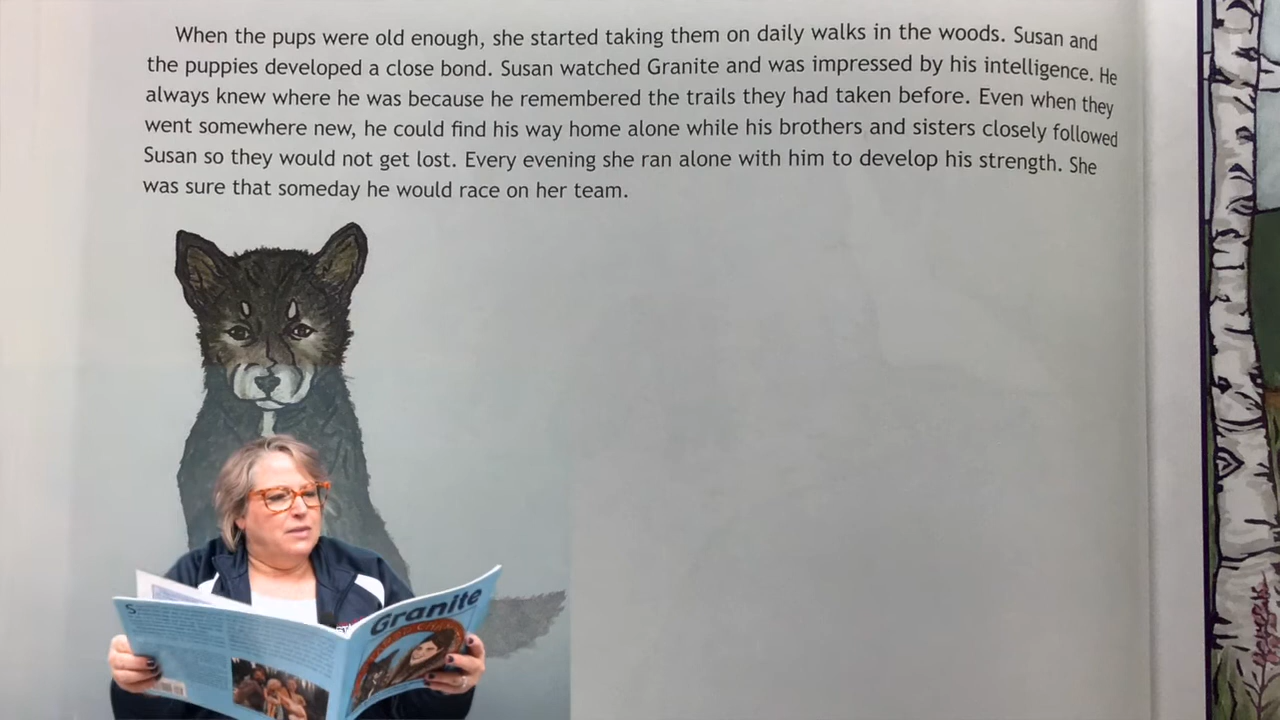 When the pups were old enough, she started taking them on daily walks in the woods. Susan and
the puppies developed a close bond. Susan watched Granite and was impressed by his intelligence. He
always knew where he was because he remembered the trails they had taken before. Even when they
went somewhere new, he could find his way home alone while his brothers and sisters closely followed
Susan so they would not get lost. Every evening she ran alone with him to develop his strength. She
was sure that someday he would race on her team.
Granite